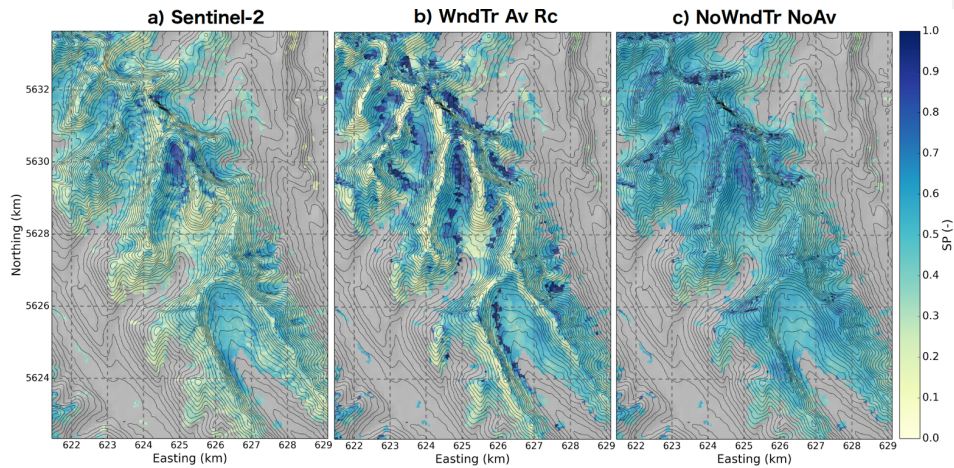 a) Sentinel-2
b) WndTr Av Rc
c) NoWndTr NoAv
Northing (km)
5632
5630
5628
5626
5624
622 623 624 625 626 627 628 629
Easting (km)
622 623 624 625 626 627 628 629
Easting (km)
622 623 624 625 626 627 628 629
Easting (km)
1.0
0.9
0.8
0.7
0.6
0.5
0.4
0.3
0.2
0.1
0.0
SP (-)